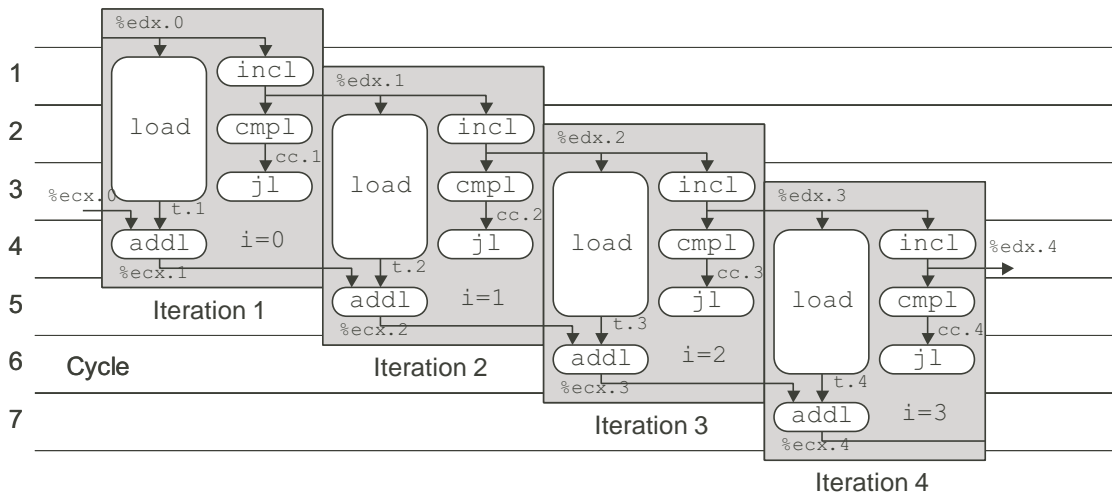 %edx.0
1
incl
%edx.1
load
2
cmpl
incl
%edx.2
cc.1
load
3
jl
cmpl
incl
%edx.3
%ecx.0
t.1
cc.2
load
4
addl
i=0
jl
cmpl
incl
%edx.4
%ecx.1
t.2
cc.3
load
5
addl
i=1
jl
cmpl
Iteration 1
%ecx.2
t.3
cc.4
6
Cycle
addl
i=2
jl
Iteration 2
%ecx.3
t.4
7
addl
i=3
Iteration 3
%ecx.4
Iteration 4